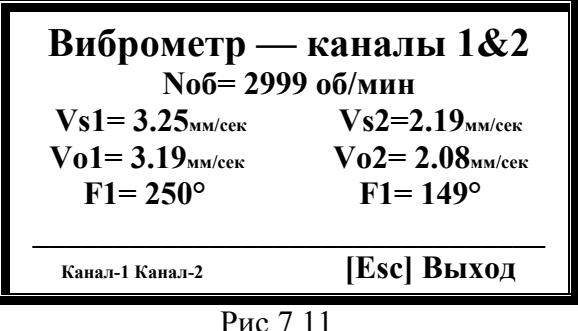 Виброметр — каналы 1&2
Nоб= 2999 об/мин
Vs1= 3.25мм/сек Vs2=2.19мм/сек
Vo1= 3.19мм/сек Vo2= 2.08мм/сек
F1= 250° F1= 149°
Канал-1 Канал-2 [Esc] Выход
Рис 7.11